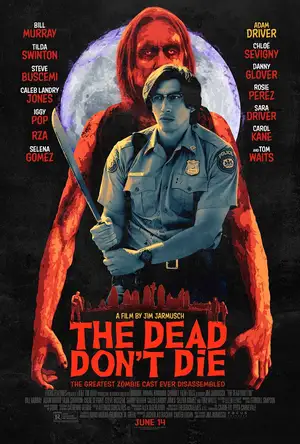 BILL
MURRAY
TILDA
SWINTON
STEVE
BUSCEMI
CALEB LANDRY
JONES
IGGY
POP
RZA
SELENA
GOMEZ
ADAM
DRIVER
CHLOË
SEVIGNY
DANNY
GLOVER
ROSIE
PEREZ
SARA
DRIVER
CAROL
KANE
AND TOM
WAITS
A FILM BY JIM JARMUSCH
THE DEAD
DON'T DIE
THE GREATEST ZOMBIE CAST EVER DISASSEMBLED
R
JUNE 14